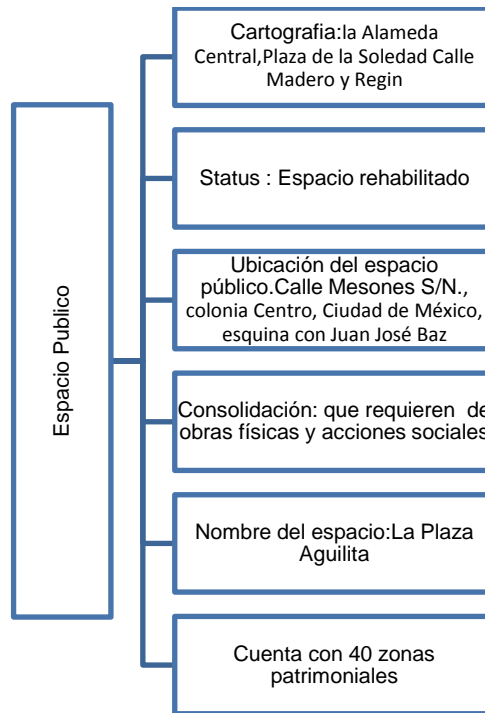 Espacio Publico
Cartografia:la Alameda
Central,Plaza de la Soledad Calle
Madero y Regin
Status : Espacio rehabilitado
Ubicación del espacio
público.Calle Mesones S/N.,
colonia Centro, Ciudad de México,
esquina con Juan José Baz
Consolidación: que requieren de
obras físicas y acciones sociales
Nombre del espacio:La Plaza
Aguilita
Cuenta con 40 zonas
patrimoniales